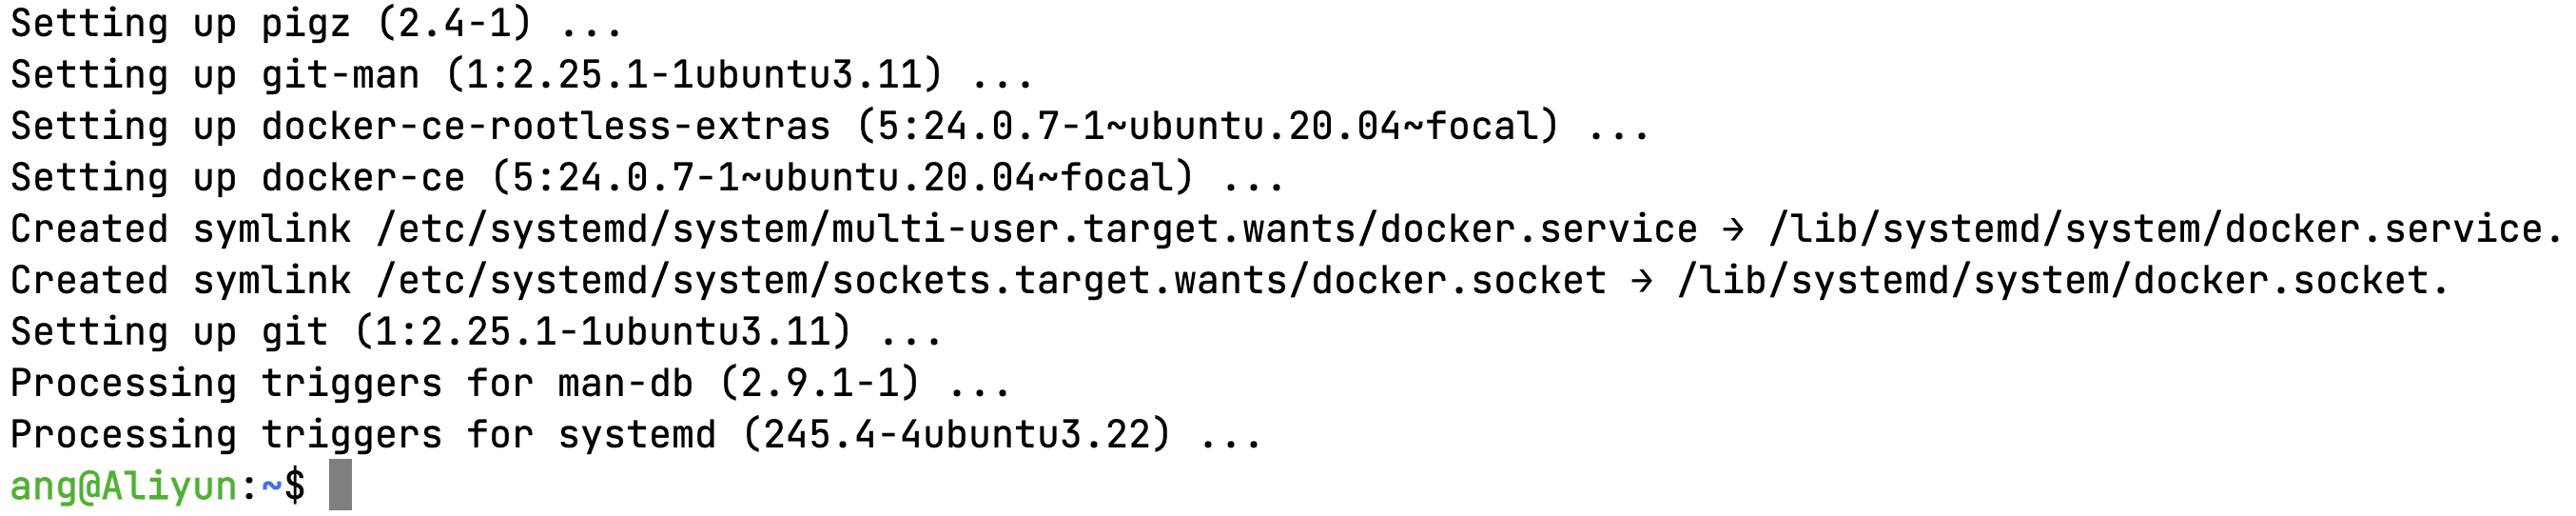 Setting up pigz (2.4-1) ...
Setting up git-man (1:2.25.1-1ubuntu3.11) ...
Setting up docker-ce-rootless-extras (5:24.0.7-1~ubuntu.20.04~focal) ...
Setting up docker-ce (5:24.0.7-1~ubuntu.20.04~focal) ...
Created symlink /etc/systemd/system/multi-user.target.wants/docker.service → /lib/systemd/system/docker.service.
Created symlink /etc/systemd/system/sockets.target.wants/docker.socket → /lib/systemd/system/docker.socket.
Setting up git (1:2.25.1-1ubuntu3.11) ...
Processing triggers for man-db (2.9.1-1) ...
Processing triggers for systemd (245.4-4ubuntu3.22) ...
ang@Aliyun:~$